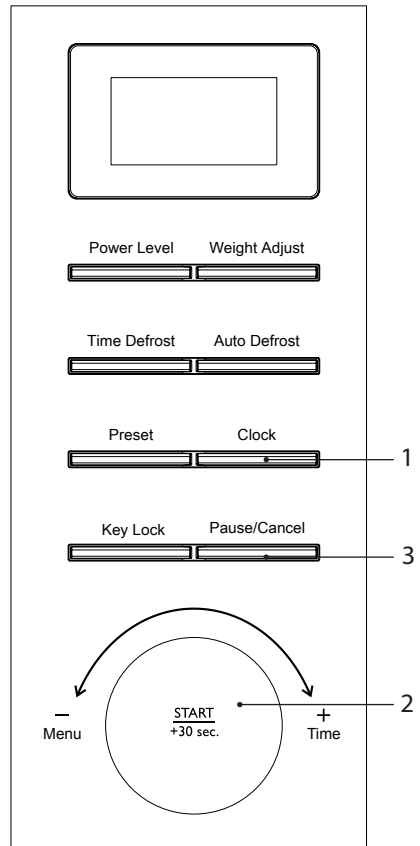 Power Level Weight Adjust
Time Defrost Auto Defrost
Preset Clock
1
Key Lock Pause/Cancel
3
2
START
+30 sec.
− +
Menu Time